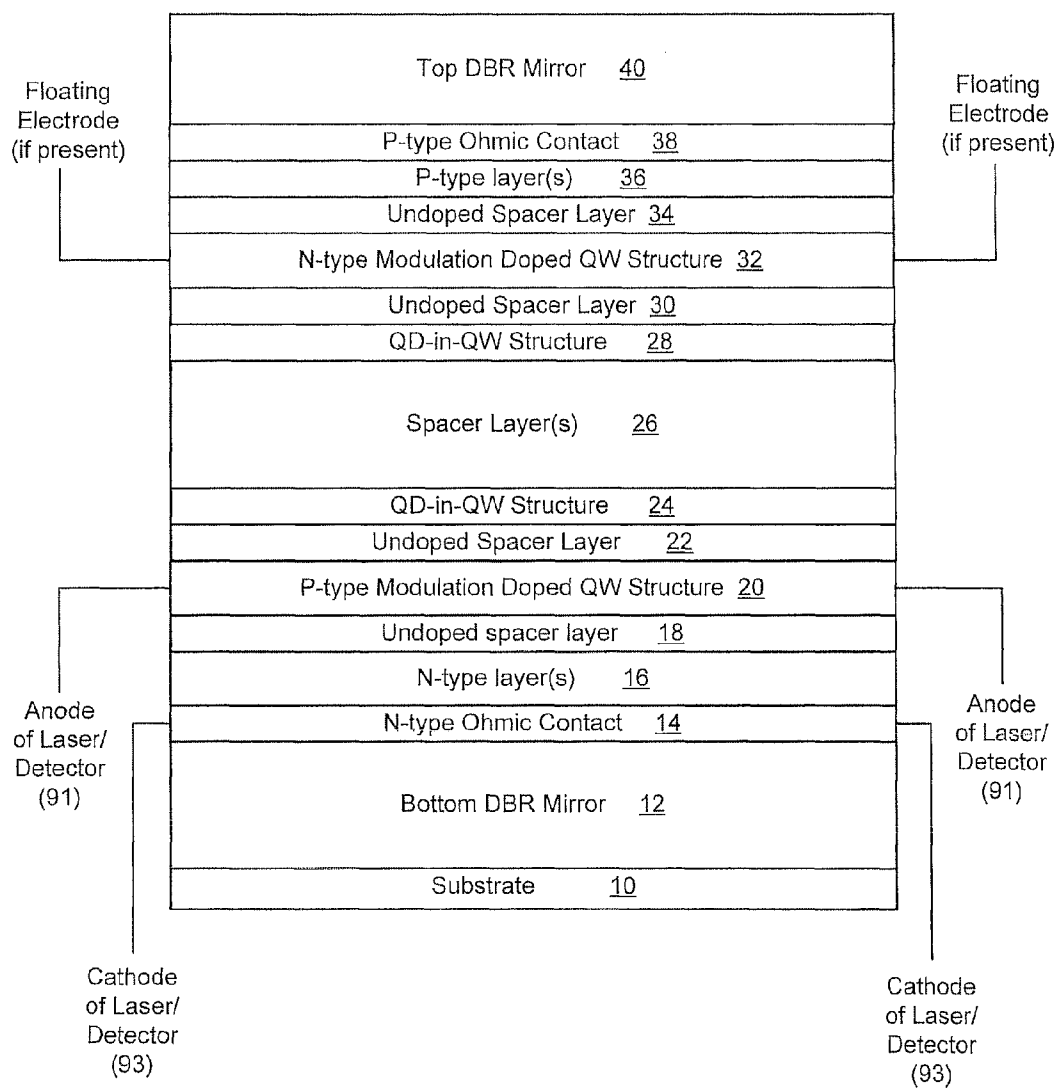 Top DBR Mirror 40
Floating
Electrode
(if present)
Floating
Electrode
(if present)
P-type Ohmic Contact 38
P-type layer(s) 36
Undoped Spacer Layer 34
N-type Modulation Doped QW Structure 32
Undoped Spacer Layer 30
QD-in-QW Structure 28
Spacer Layer(s) 26
QD-in-QW Structure 24
Undoped Spacer Layer 22
P-type Modulation Doped QW Structure 20
Undoped spacer layer 18
N-type layer(s) 16
N-type Ohmic Contact 14
Anode
of Laser/
Detector
(91)
Anode
of Laser/
Detector
(91)
Bottom DBR Mirror 12
Substrate 10
Cathode
of Laser/
Detector
(93)
Cathode
of Laser/
Detector
(93)